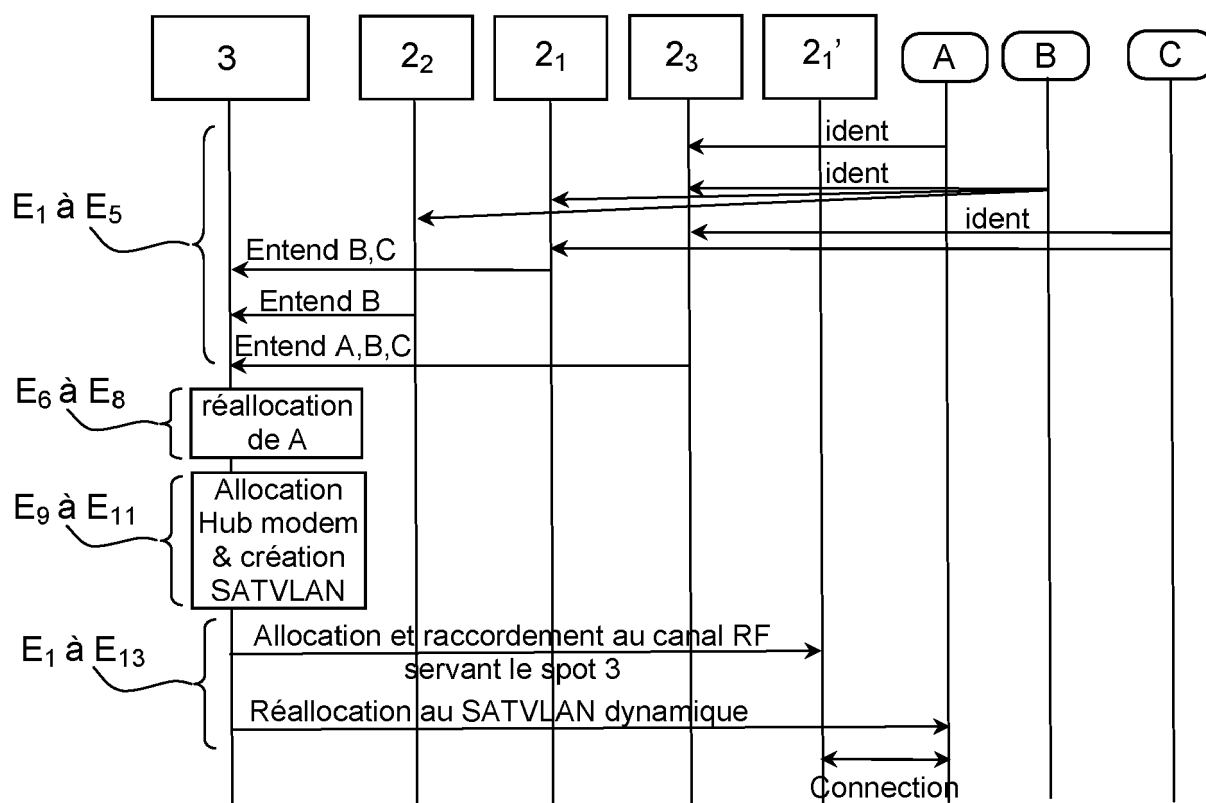 3
2₂
2₁
2₃
2₁’
A
B
C
ident
ident
ident
E₁ à E₅
Entend B,C
Entend B
Entend A,B,C
E₆ à E₈
réallocation
de A
E₉ à E₁₁
Allocation
Hub modem
& création
SATVLAN
E₁ à E₁₃
Allocation et raccordement au canal RF
servant le spot 3
Réallocation au SATVLAN dynamique
Connection